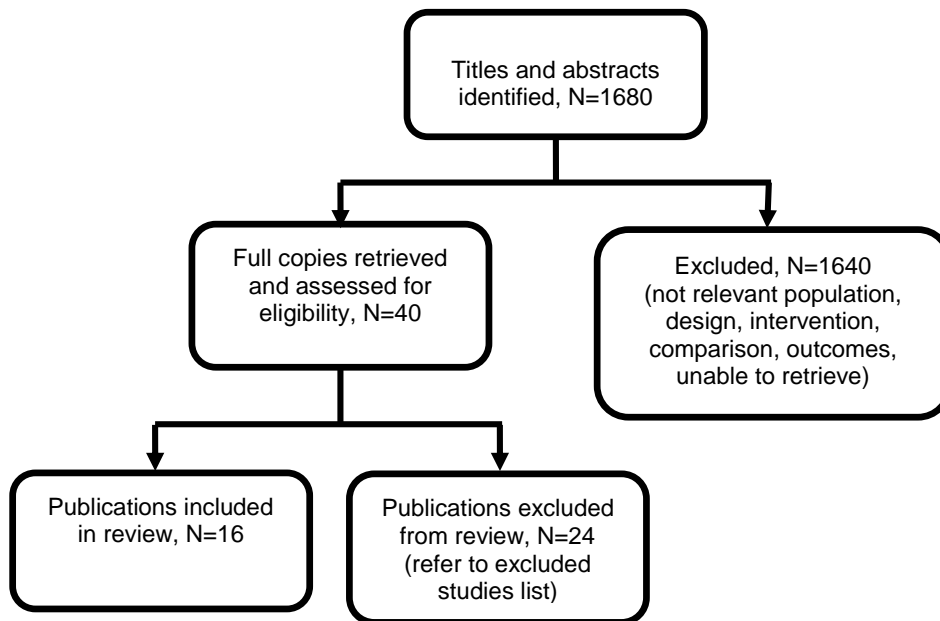 Titles and abstracts
identified, N=1680
Full copies retrieved
and assessed for
eligibility, N=40
Excluded, N=1640
(not relevant population,
design, intervention,
comparison, outcomes,
unable to retrieve)
Publications included
in review, N=16
Publications excluded
from review, N=24
(refer to excluded
studies list)